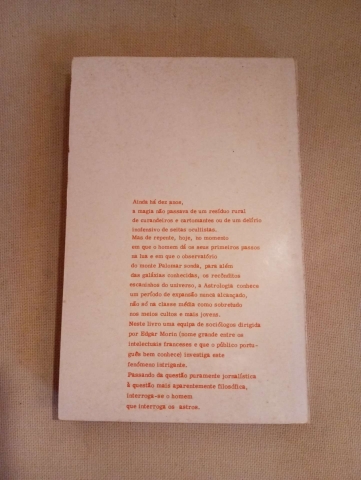 Ainda há dez anos,
a magia não passava de um resíduo rural
de curandeiros e cartomantes ou de um delírio
inofensivo de seitas ocultistas.
Mas de repente, hoje, no momento
em que o homem dá os seus primeiros passos
na lua e em que o observatório
do monte Palomar sonda, para além
das galáxias conhecidas, os recônditos
escaninhos do universo, a Astrologia conhece
um período de expansão nunca alcançado,
não só na classe média como sobretudo
nos meios cultos e mais jovens.
Neste livro uma equipa de sociólogos dirigida
por Edgar Morin (nome grande entre os
intelectuais franceses e que o público portu-
guês bem conhece) investiga este
fenómeno intrigante.
Passando da questão puramente jornalística
à questão mais aparentemente filosófica,
interroga-se o homem
que interroga os astros.